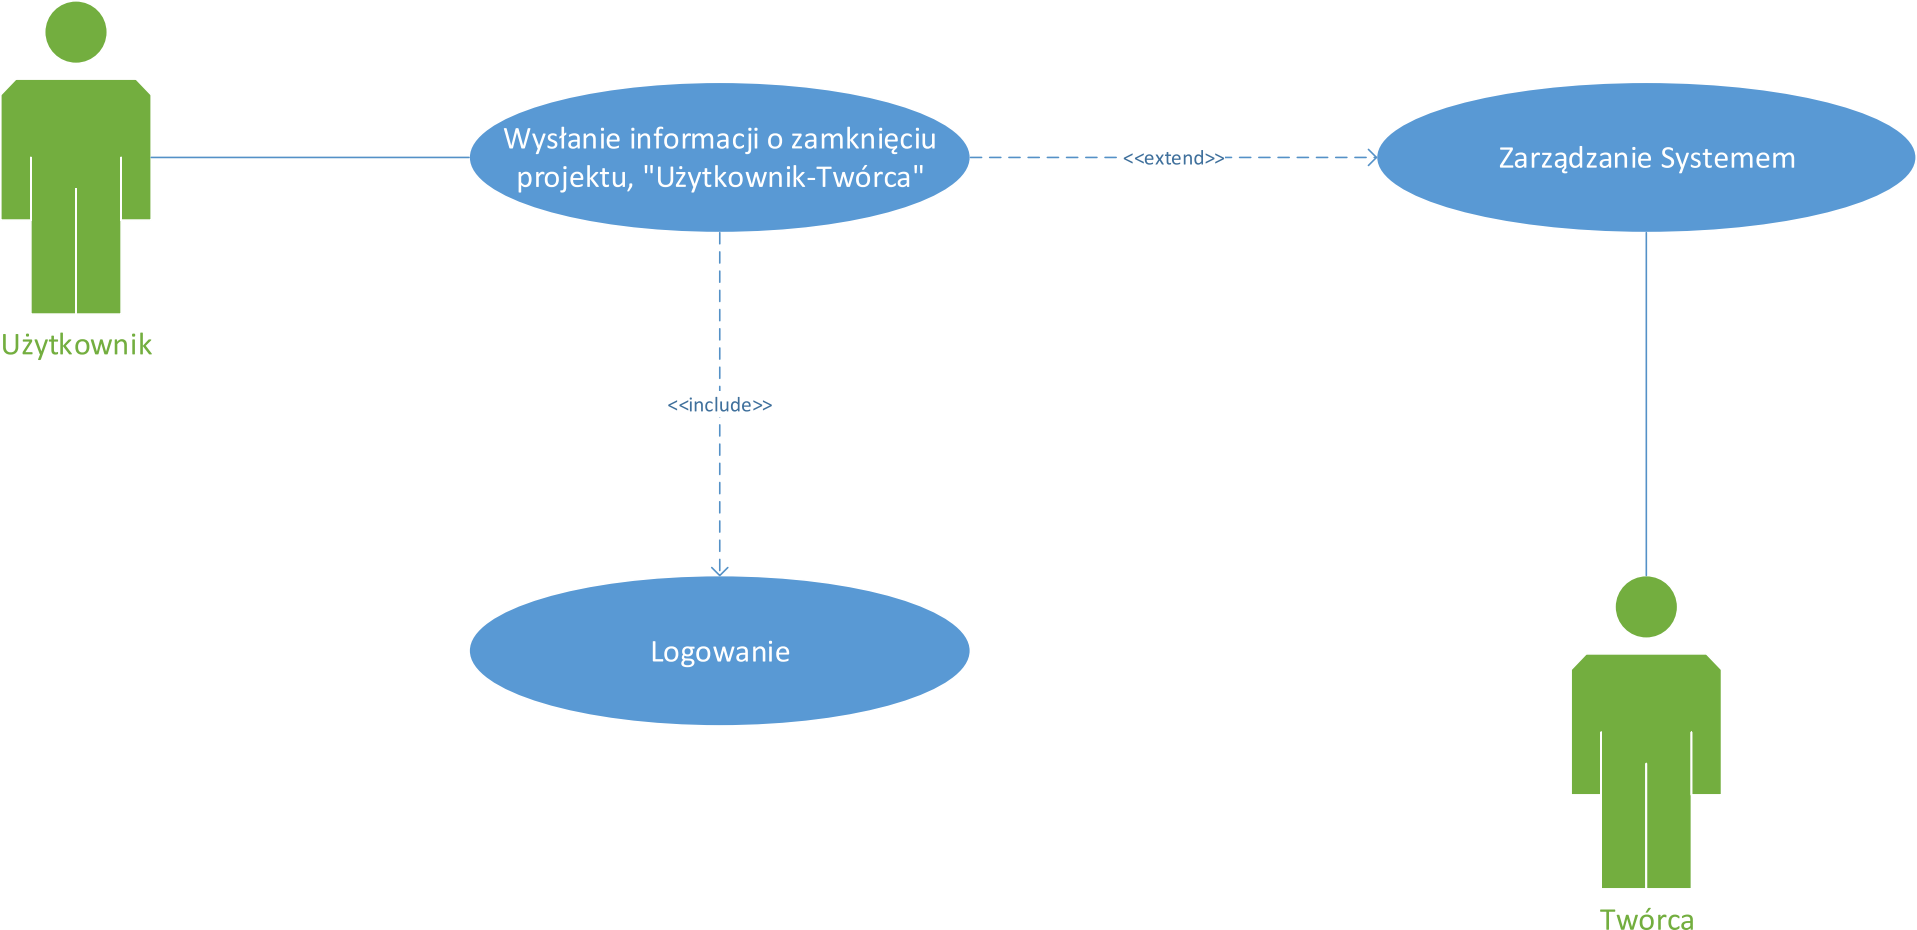 Wysłanie informacji o zamknięciu
projektu, "Użytkownik-Twórca"
<<extend>>
Zarządzanie Systemem
Użytkownik
<<include>>
Logowanie
Twórca